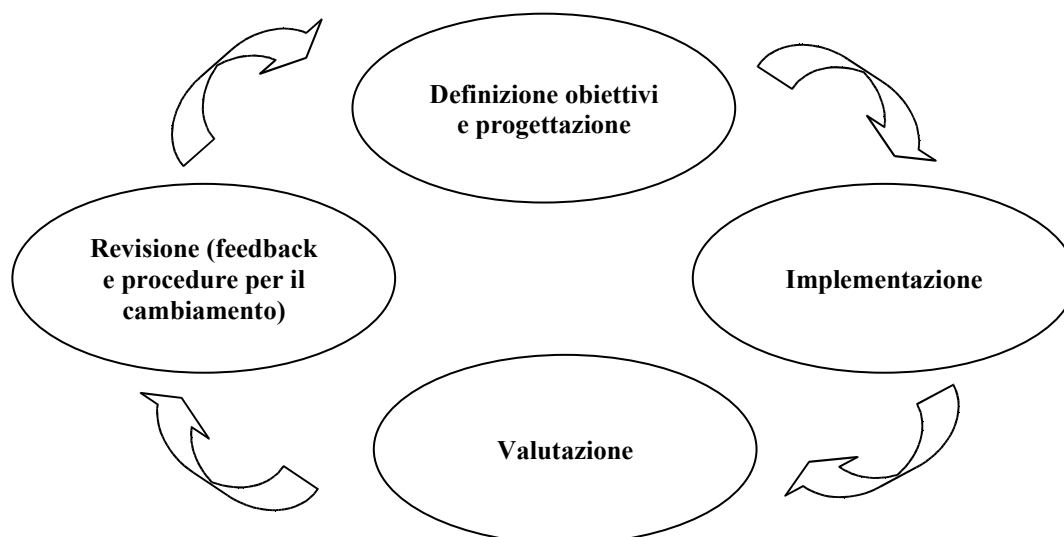 Definizione obiettivi
e progettazione
Revisione (feedback
e procedure per il
cambiamento)
Implementazione
Valutazione